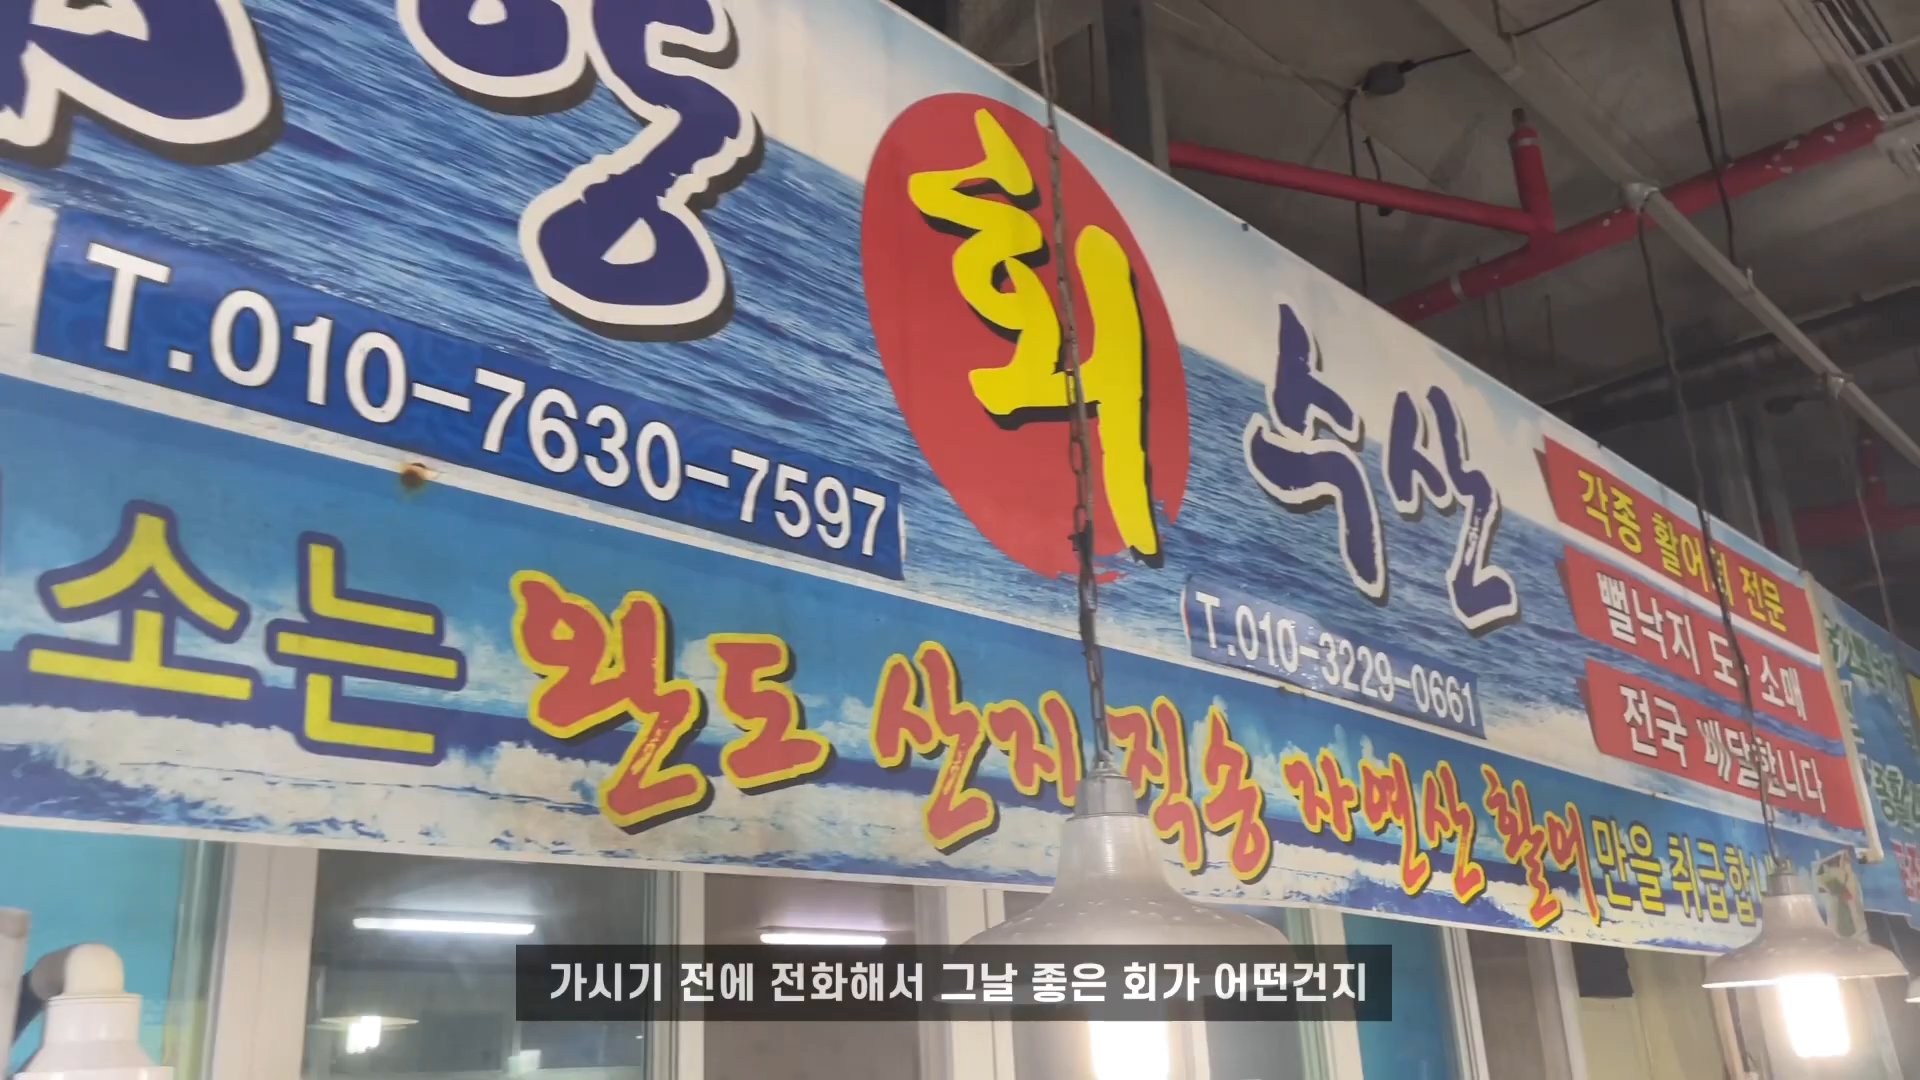 회 수산
T.010-7630-7597
T.010-3229-0661
각종 활어회 전문
뻘낙지 도 소매
전국 배달합니다
소는 완도 산지 직송 자연산 활어만을 취급합니
가시기 전에 전화해서 그날 좋은 회가 어떤건지